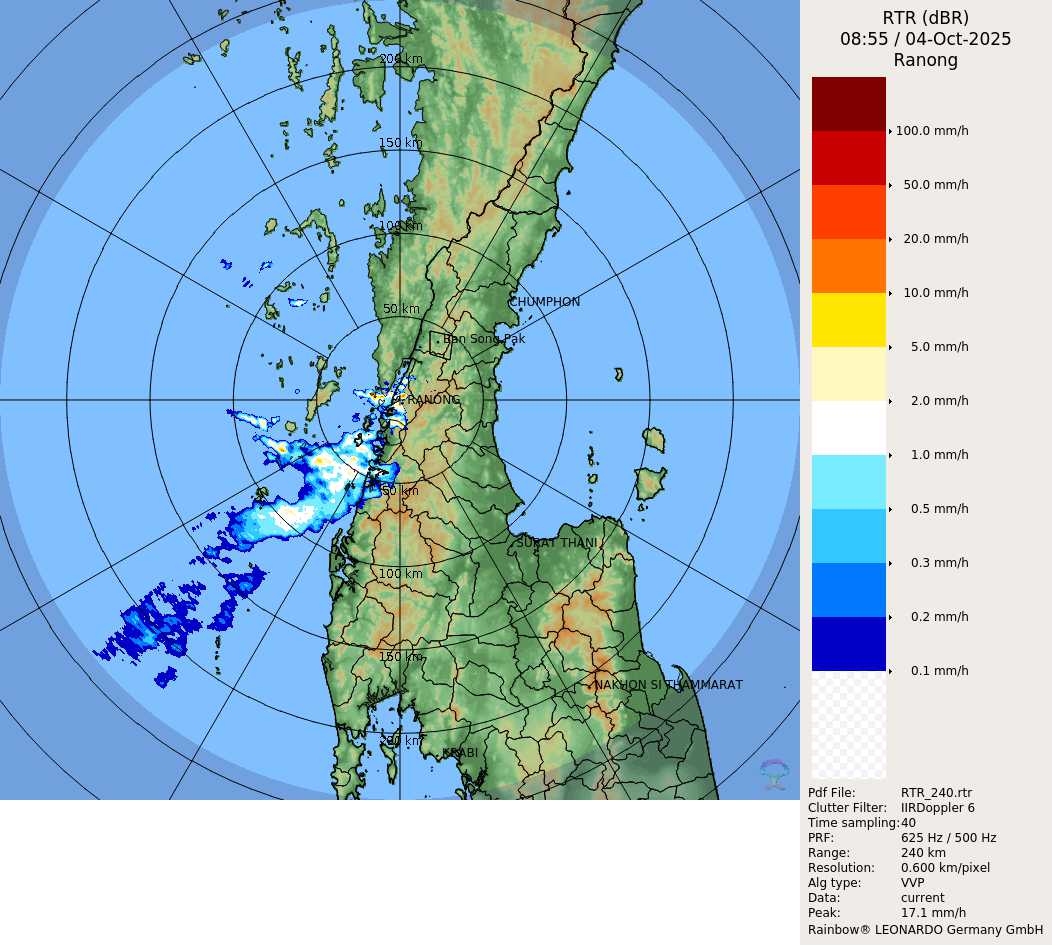 RTR (dBR)
08:55 / 04-Oct-2025
Ranong
200 km
150 km
100 km
50 km
CHUMPHON
Ban Song Pak
RANONG
50 km
SURAT THANI
100 km
150 km
NAKHON SI THAMMARAT
200 km
KRABI
100.0 mm/h
50.0 mm/h
20.0 mm/h
10.0 mm/h
5.0 mm/h
2.0 mm/h
1.0 mm/h
0.5 mm/h
0.3 mm/h
0.2 mm/h
0.1 mm/h
Pdf File: RTR_240.rtr
Clutter Filter: IIRDoppler 6
Time sampling:40
PRF: 625 Hz / 500 Hz
Range: 240 km
Resolution: 0.600 km/pixel
Alg type: VVP
Data: current
Peak: 17.1 mm/h
Rainbow® LEONARDO Germany GmbH